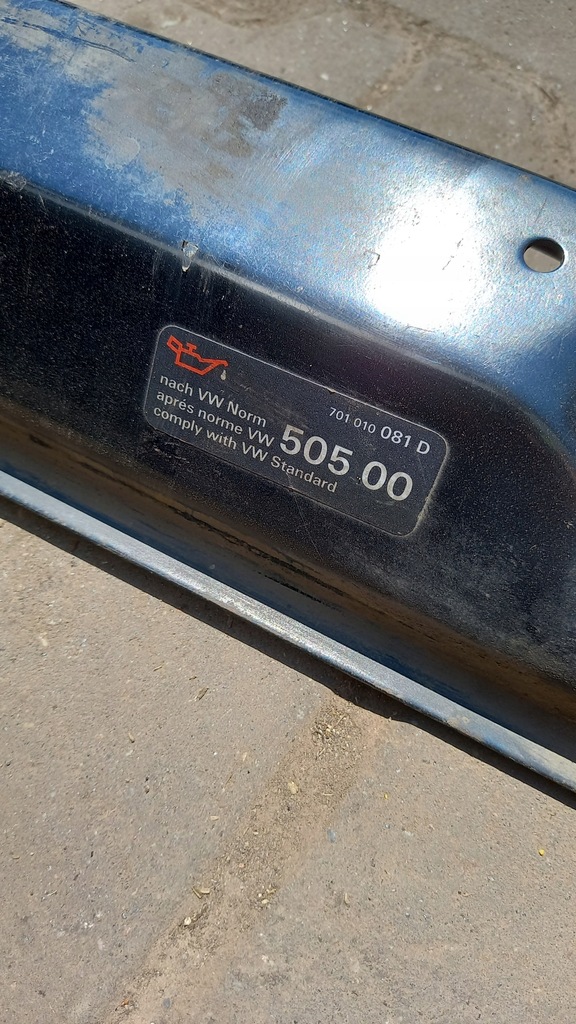 701 010 081 D
nach VW Norm
aprés norme VW 505 00
comply with VW Standard